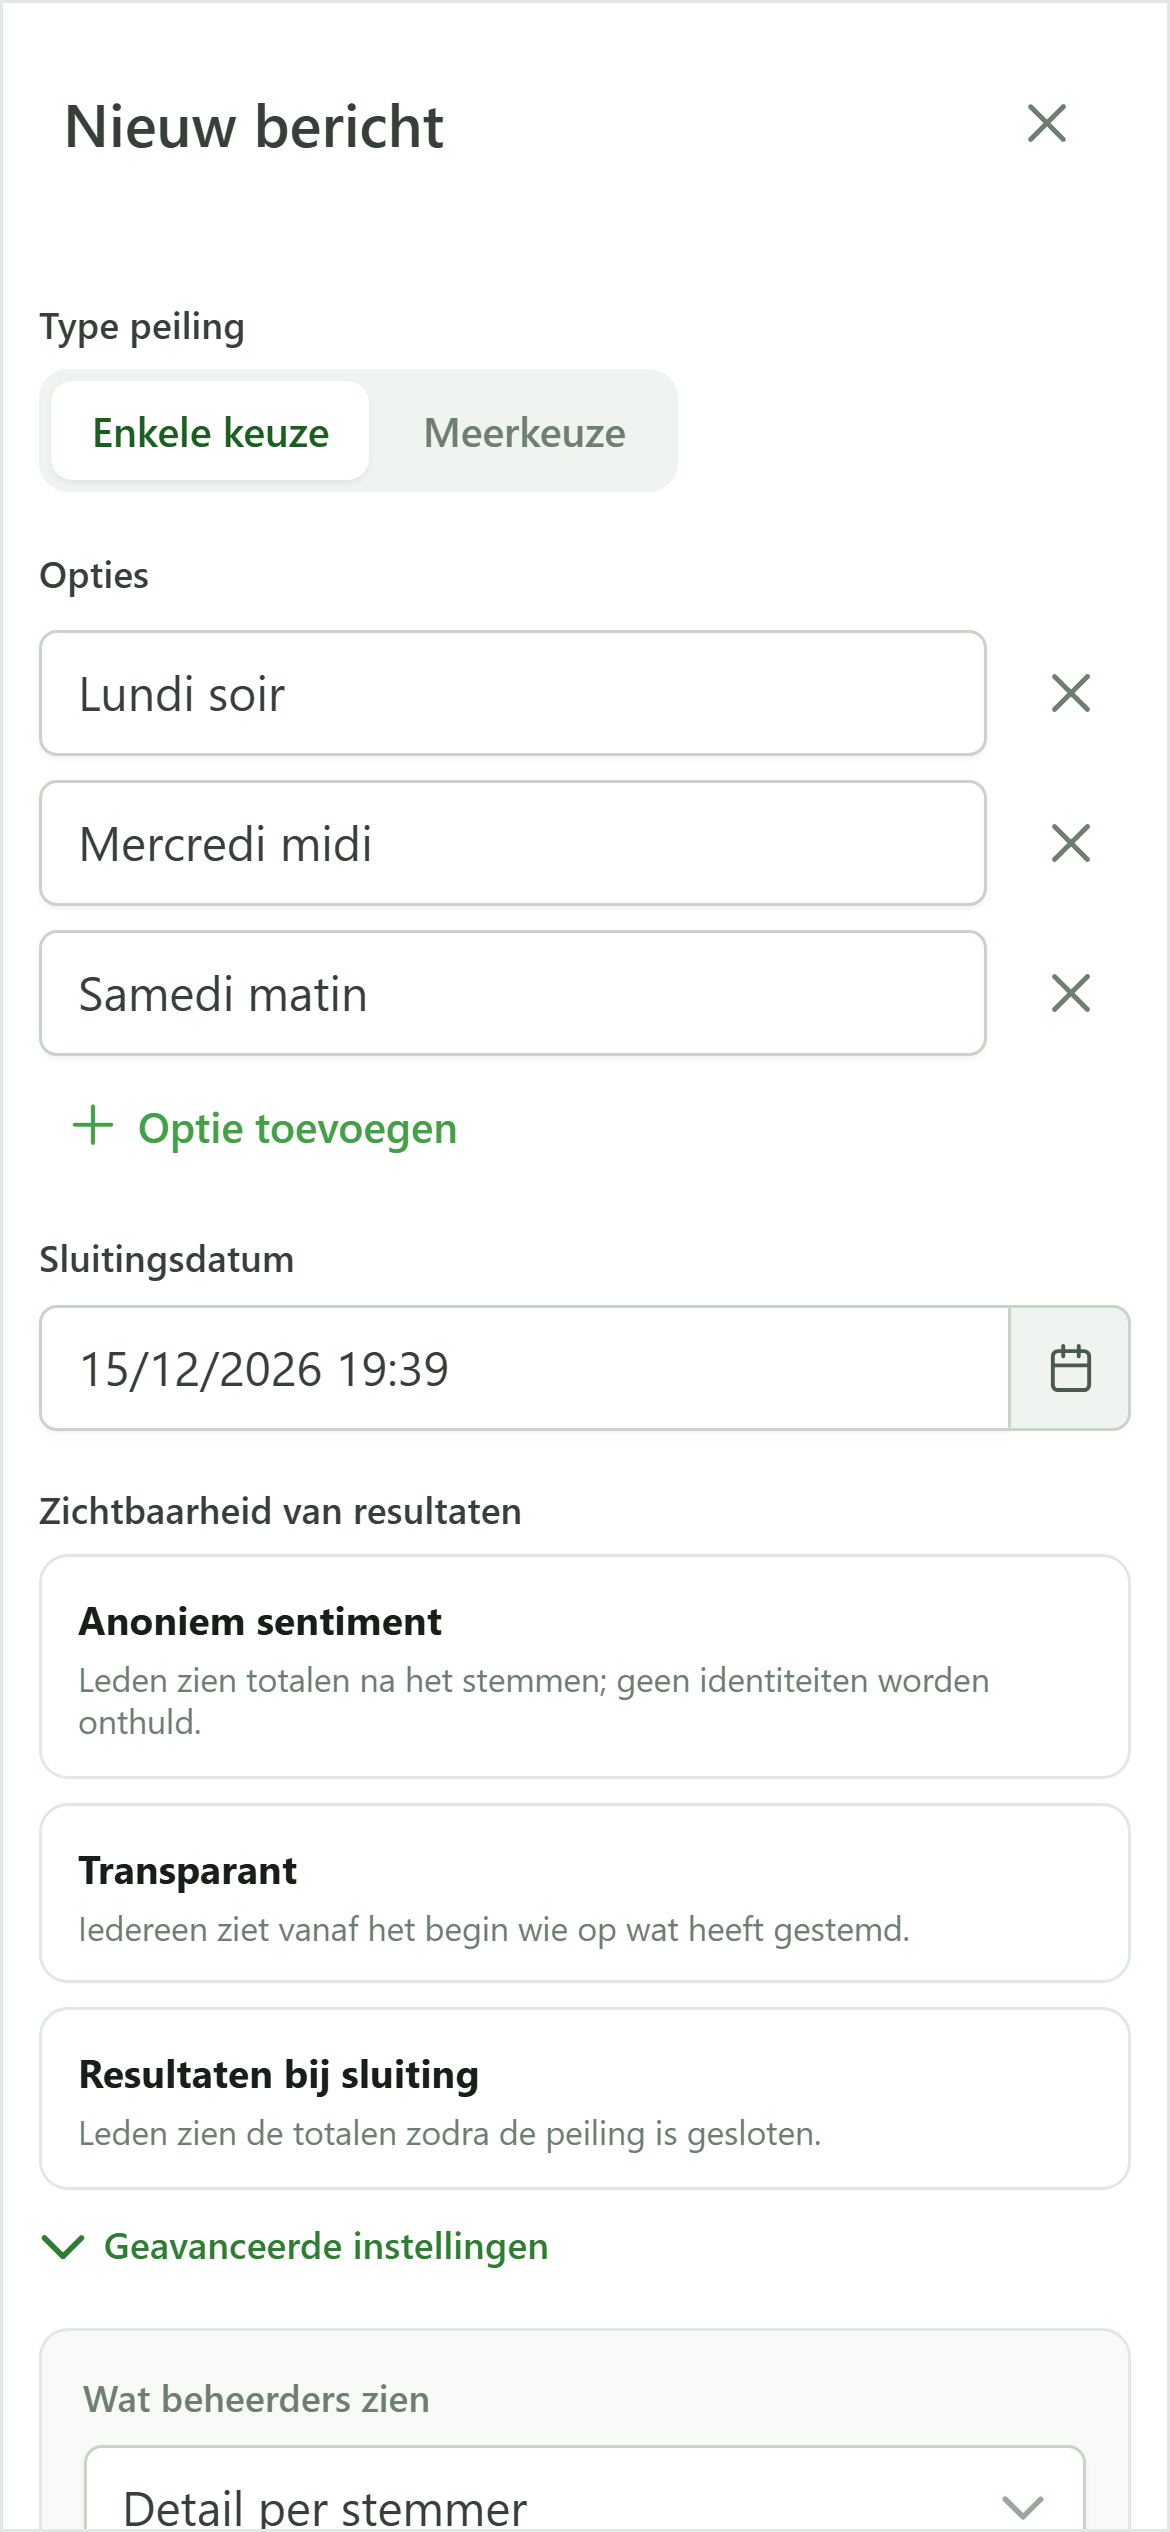 Nieuw bericht
Type peiling
Enkele keuze
Meerkeuze
Opties
Lundi soir
Mercredi midi
Samedi matin
Optie toevoegen
Sluitingsdatum
15/12/2026 19:39
Zichtbaarheid van resultaten
Anoniem sentiment
Leden zien totalen na het stemmen; geen identiteiten worden
onthuld.
Transparant
Iedereen ziet vanaf het begin wie op wat heeft gestemd.
Resultaten bij sluiting
Leden zien de totalen zodra de peiling is gesloten.
Geavanceerde instellingen
Wat beheerders zien
Detail per stemmer